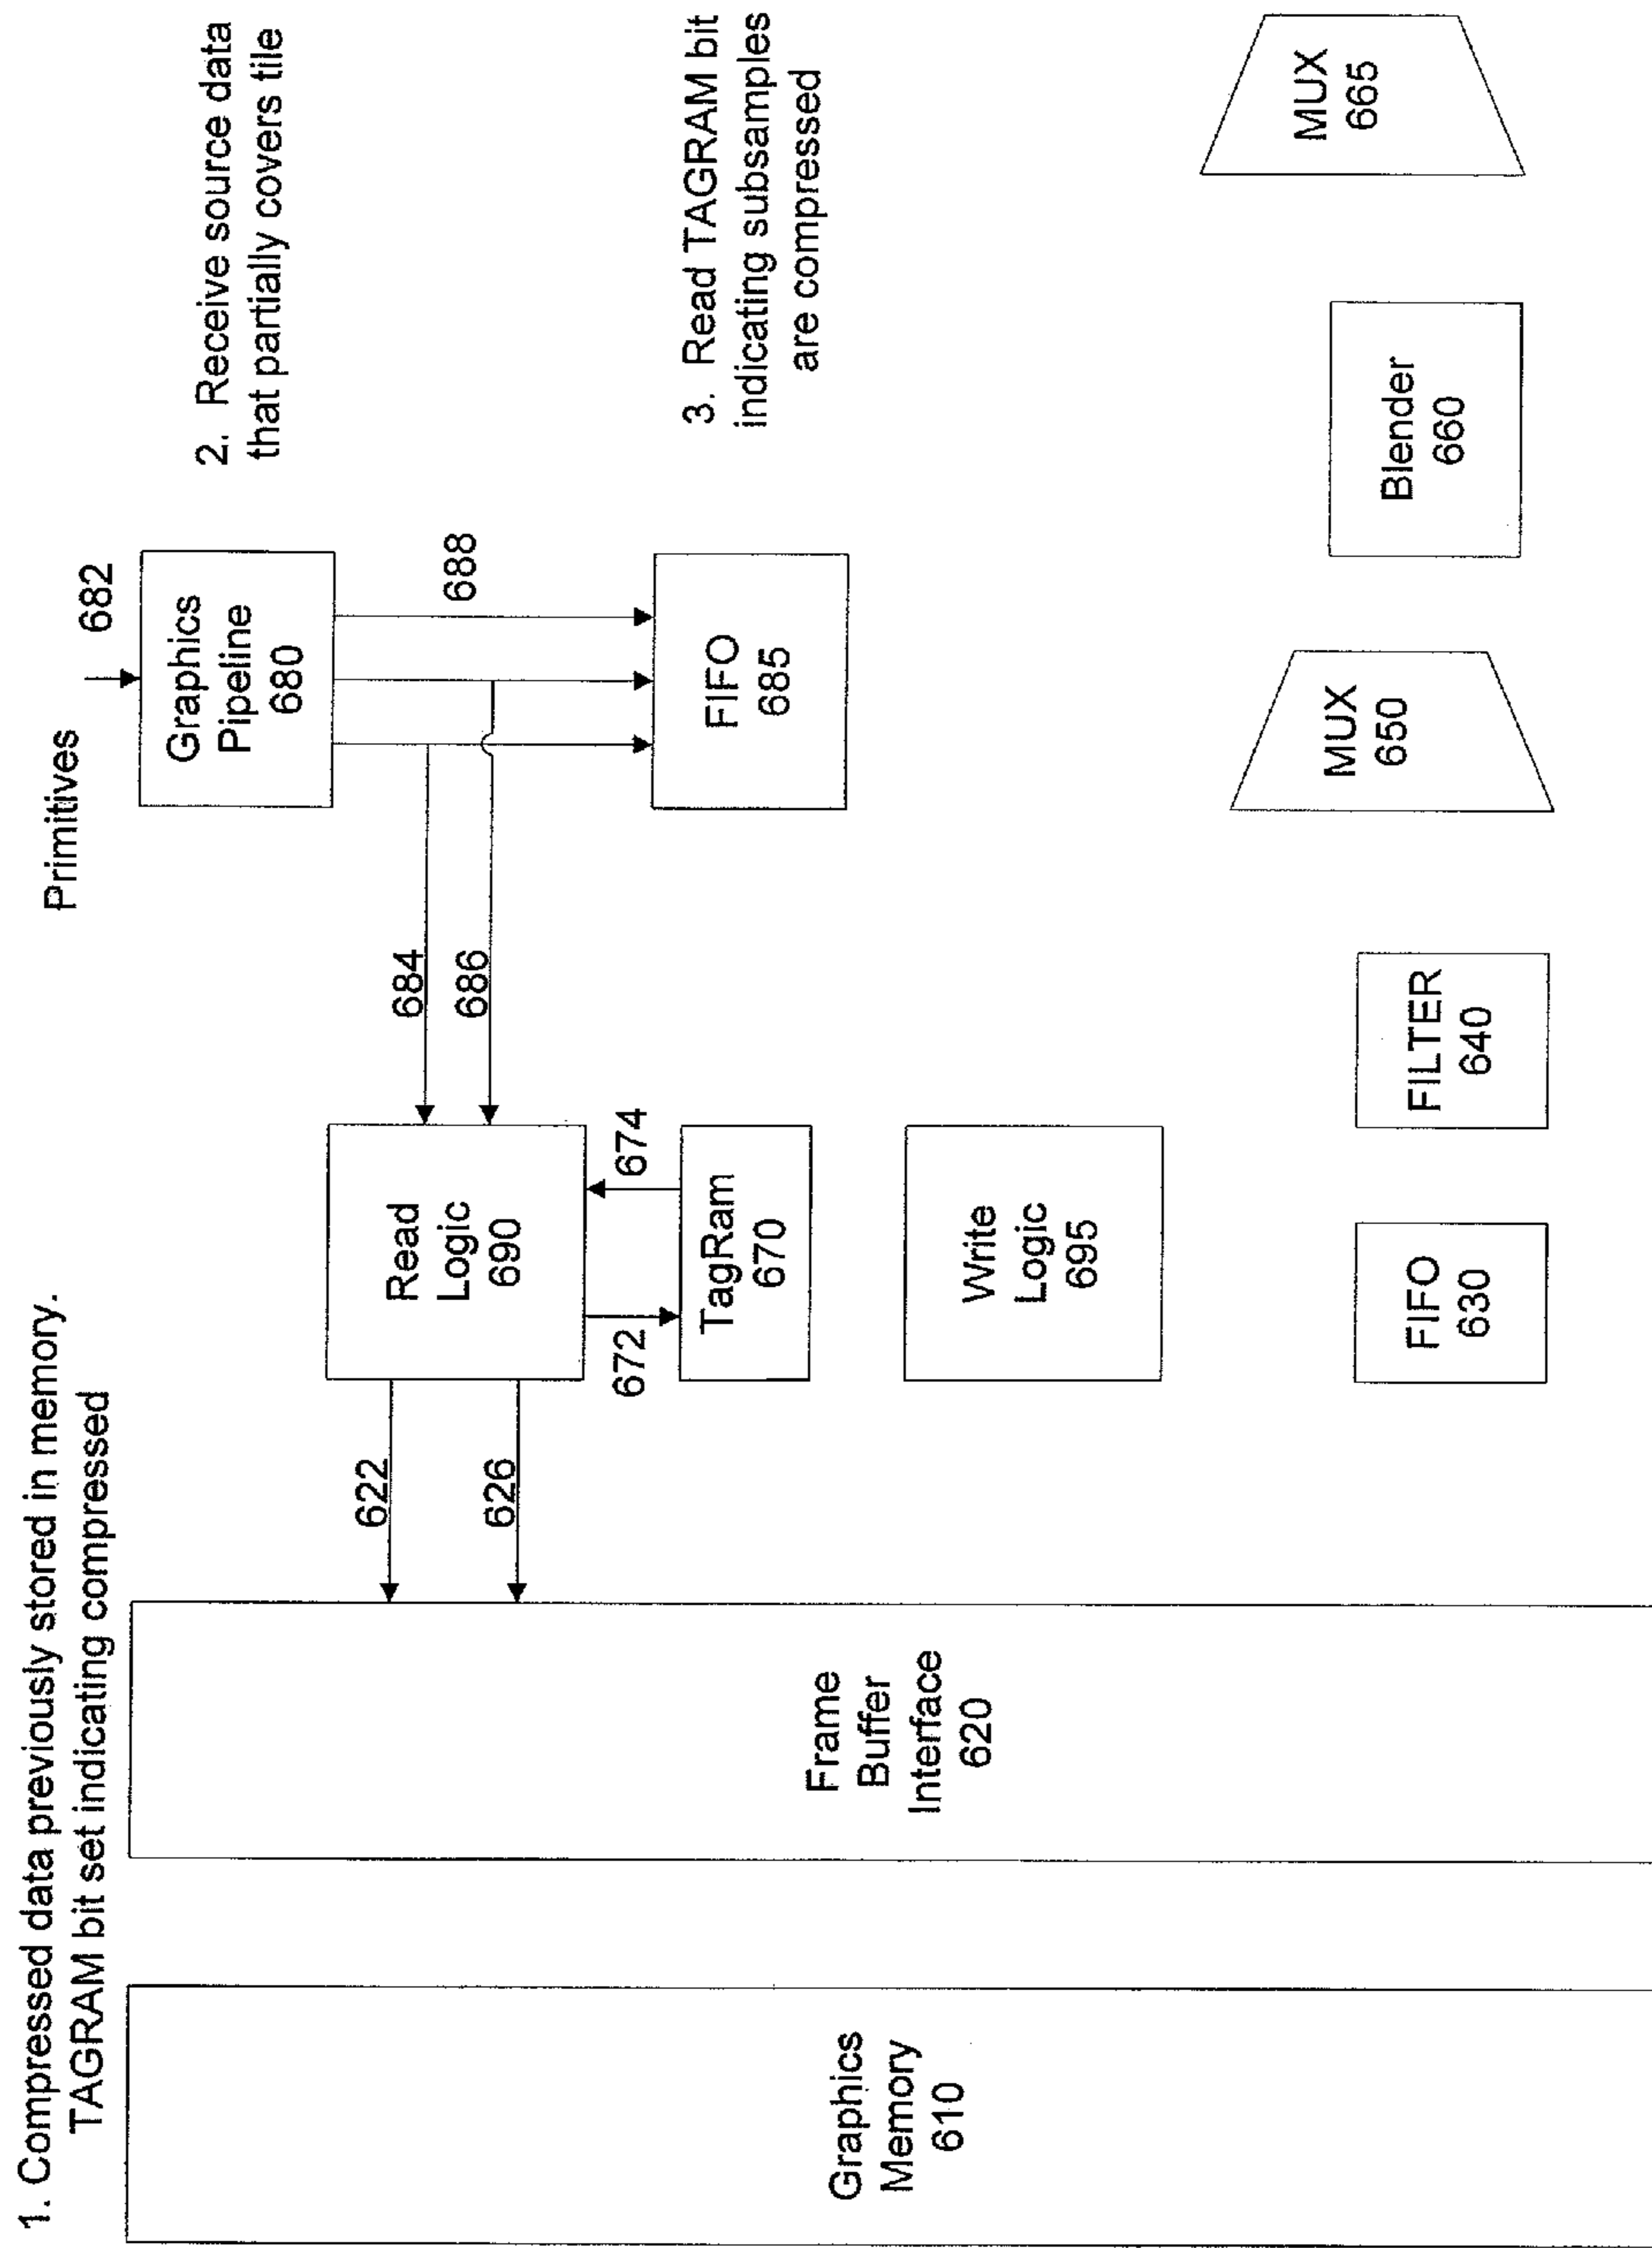 1. Compressed data previously stored in memory.
TAGRAM bit set indicating compressed
Primitives
682
2. Receive source data
that partially covers tile
Graphics
Pipeline
680
688
684
686
622
626
Read
Logic
690
672
674
TagRam
670
FIFO
685
3. Read TAGRAM bit
indicating subsamples
are compressed
Graphics
Memory
610
Frame
Buffer
Interface
620
Write
Logic
695
FIFO
630
FILTER
640
MUX
650
Blender
660
MUX
665